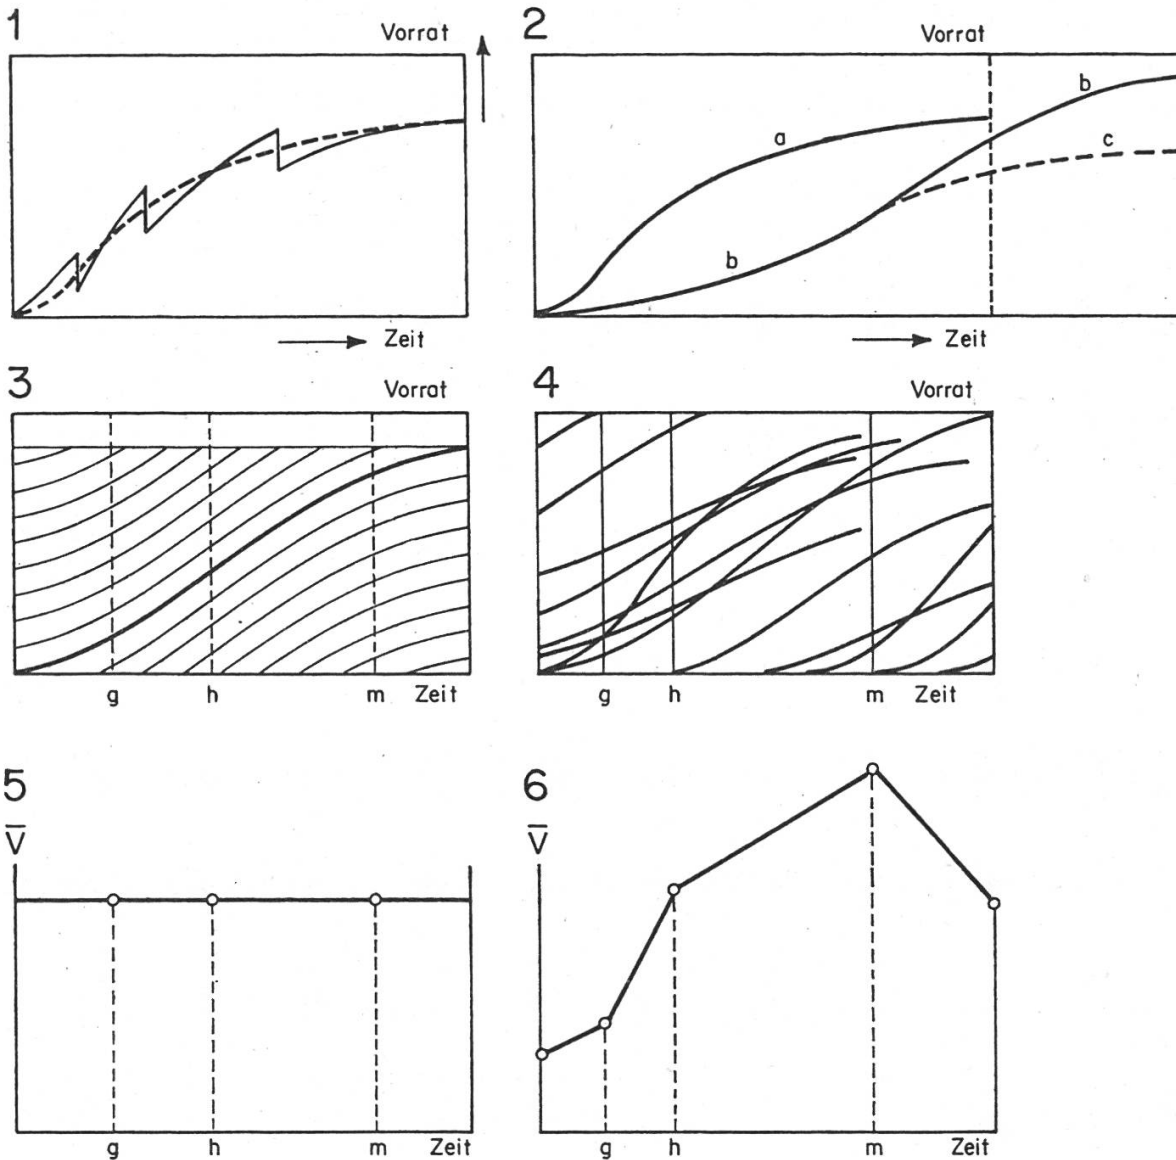 1 Vorrat
2 Vorrat
a
b
c
b
Zeit
Zeit
3 Vorrat
4 Vorrat
g h m Zeit
g h m Zeit
5
V̅
6
V̅
g h m Zeit
g h m Zeit